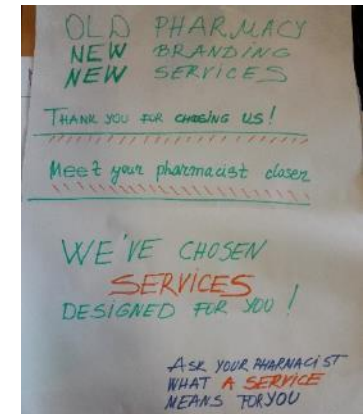 OLD PHARMACY
NEW BRANDING
NEW SERVICES
THANK YOU FOR CHOOSING US!
Meet your pharmacist closer
WE'VE CHOSEN
SERVICES
DESIGNED FOR YOU!
ASK YOUR PHARMACIST
WHAT A SERVICE
MEANS FOR YOU